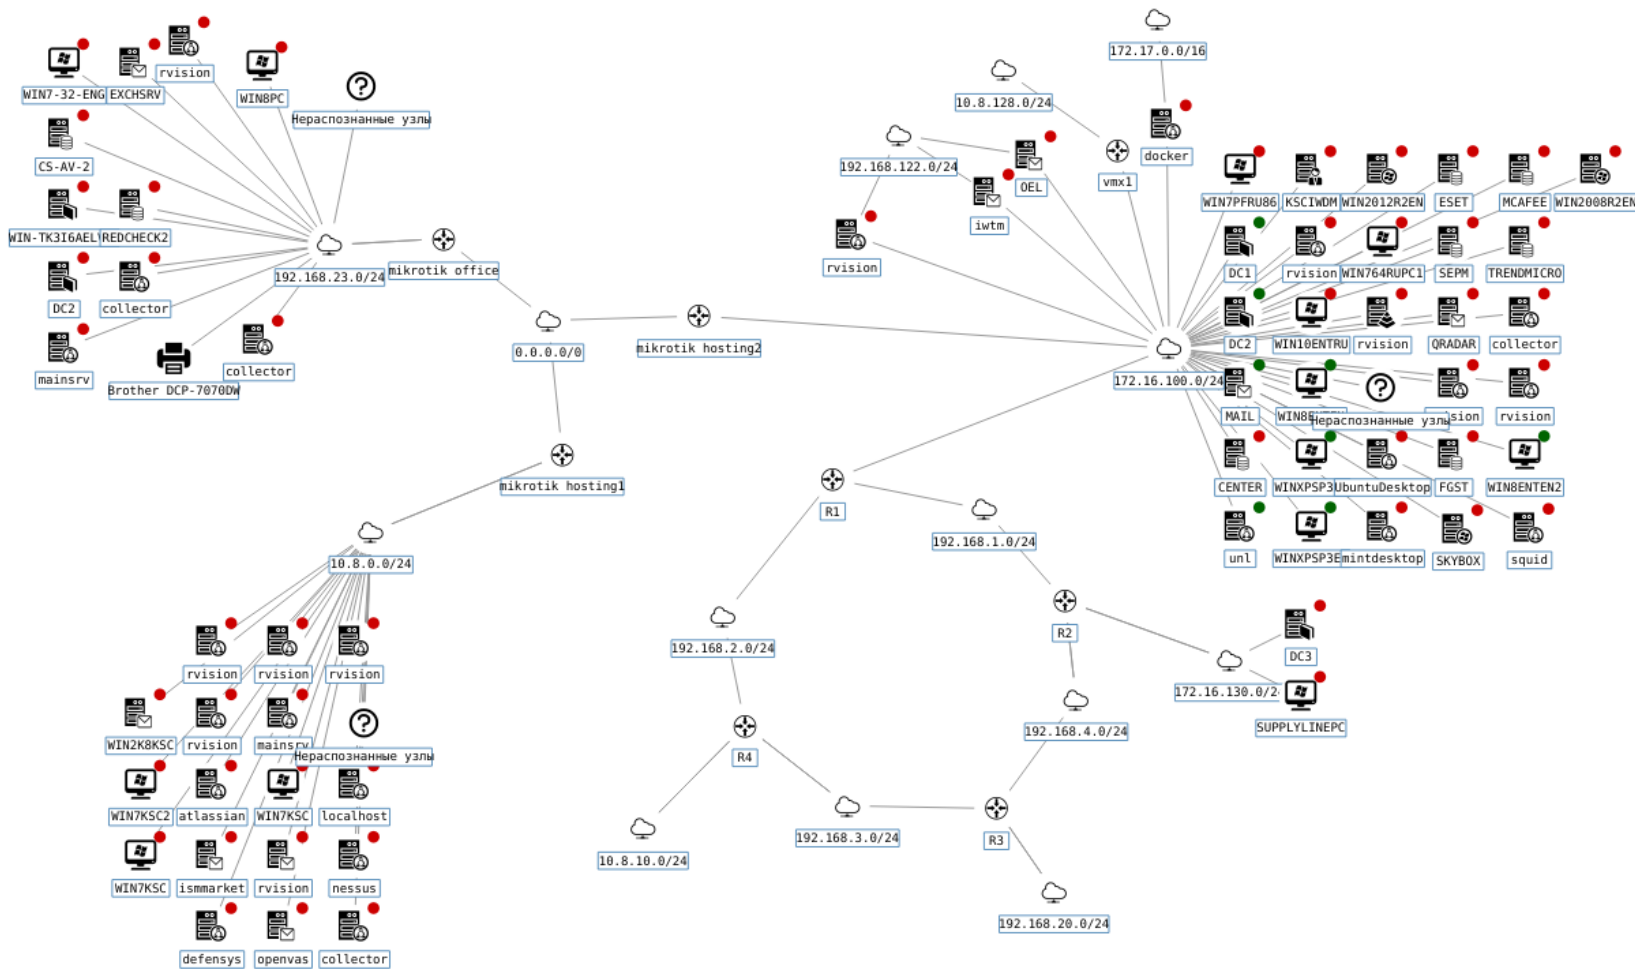 172.17.0.0/16
rvision
WIN7-32-ENG
EXCHSRV
WIN8PC
Нераспознанные узлы
10.8.128.0/24
CS-AV-2
192.168.122.0/24
OEL
vmx1
docker
WIN7PFRU86
KSCIWDM
WIN2012R2EN
ESET
MCAFEE
WIN2008R2EN
iwtm
WIN-TK3I6AEL
REDCHECK2
mikrotik office
192.168.23.0/24
rvision
DC1
rvision
WIN764RUPC1
SEPM
TRENDMICRO
DC2
collector
0.0.0.0/0
mikrotik hosting2
DC2
WIN10ENTRU
rvision
QRADAR
collector
mainsrv
Brother DCP-7070DW
collector
172.16.100.0/24
MAIL
Нераспознанные узлы
rvision
mikrotik hosting1
CENTER
UbuntuDesktop
FGST
WIN8ENTEN2
R1
192.168.1.0/24
10.8.0.0/24
unl
WINXPSP3E
mintdesktop
SKYBOX
squid
rvision
rvision
rvision
192.168.2.0/24
R2
DC3
172.16.130.0/2
SUPPLYLINEPC
WIN2K8KSC
rvision
mainsrv
Нераспознанные узлы
R4
192.168.4.0/24
WIN7KSC2
atlassian
WIN7KSC
localhost
10.8.10.0/24
192.168.3.0/24
R3
WIN7KSC
ismmarket
rvision
nessus
192.168.20.0/24
defensys
openvas
collector